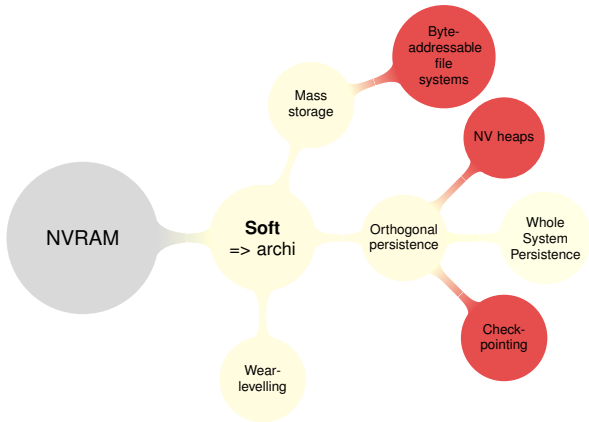 Byte-
addressable
file
systems
Mass
storage
NV heaps
NVRAM
Soft
=> archi
Orthogonal
persistence
Whole
System
Persistence
Check-
pointing
Wear-
levelling